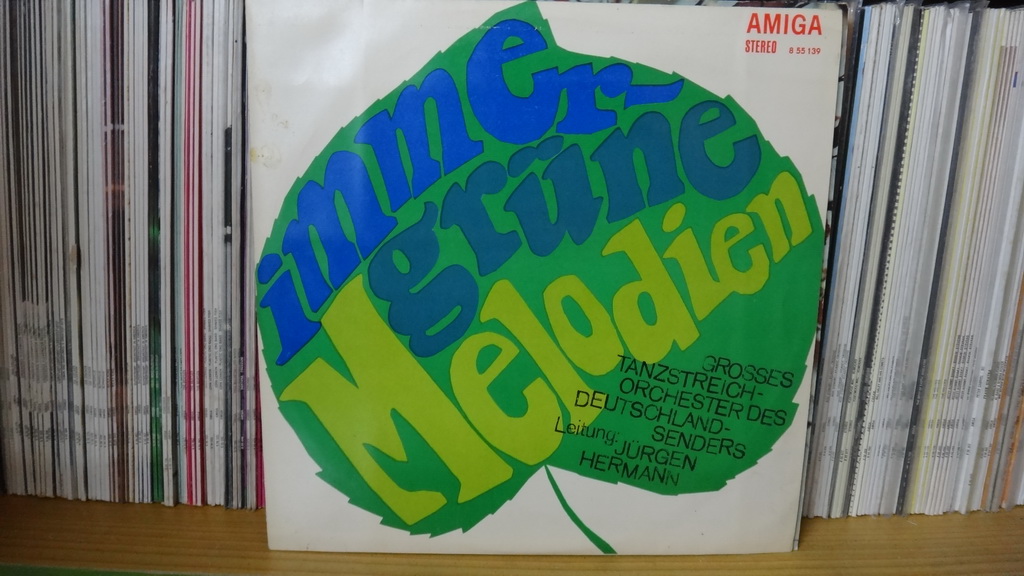 AMIGA
STEREO 8 55 139
immer-
grüne
Melodien
GROSSES
TANZSTREICH-
ORCHESTER DES
DEUTSCHLAND-
SENDERS
Leitung: JÜRGEN
HERMANN